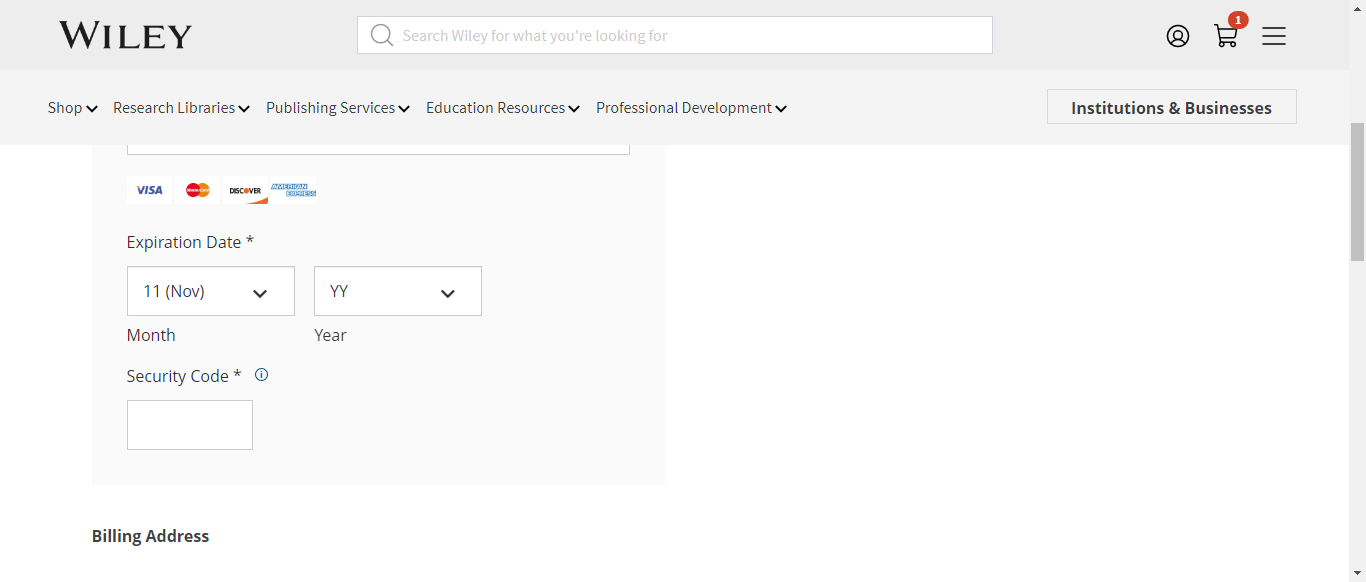 WILEY
Search Wiley for what you're looking for
1
Shop Research Libraries Publishing Services Education Resources Professional Development
Institutions & Businesses
VISA MasterCard DISCOVER AMERICAN EXPRESS
Expiration Date *
11 (Nov) YY
Month Year
Security Code *
Billing Address